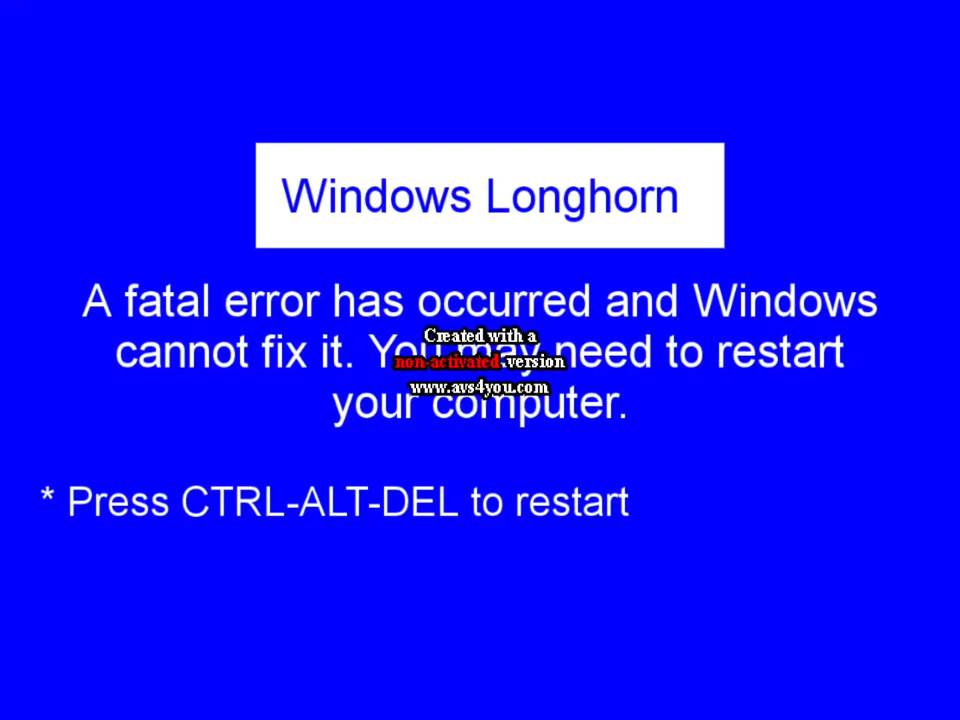 Windows Longhorn
A fatal error has occurred and Windows
Created with a
cannot fix it. You may need to restart
non-activated version
www.avs4you.com
your computer.
* Press CTRL-ALT-DEL to restart